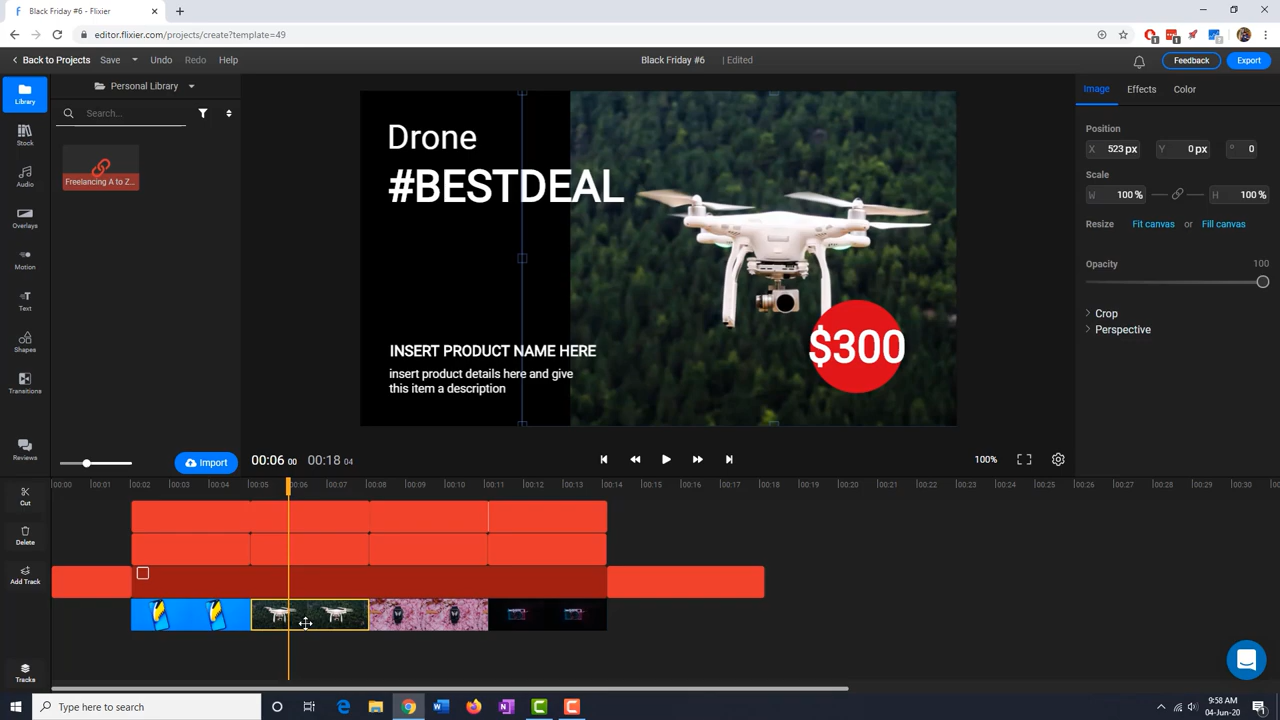 Black Friday #6 - Flixier
editor.flixier.com/projects/create?template=49
Back to Projects Save Undo Redo Help Black Friday #6 | Edited Feedback Export
Library
Stock
Audio
Overlays
Motion
Text
Shapes
Transitions
Reviews
Personal Library
Search...
Freelancing A to Z...
Import
Drone
#BESTDEAL
$300
INSERT PRODUCT NAME HERE
insert product details here and give
this item a description
Image Effects Color
Position
X 523 px Y 0 px ° 0
Scale
W 100 % H 100 %
Resize Fit canvas or Fill canvas
Opacity 100
Crop
Perspective
00:06 00 00:18 04 100%
00:00 00:01 00:02 00:03 00:04 00:05 00:06 00:07 00:08 00:09 00:10 00:11 00:12 00:13 00:14 00:15 00:16 00:17 00:18 00:19 00:20 00:21 00:22 00:23 00:24 00:25 00:26 00:27 00:28 00:29 00:30 00
Cut
Delete
Add Track
Tracks
Type here to search
9:58 AM
04-Jun-20